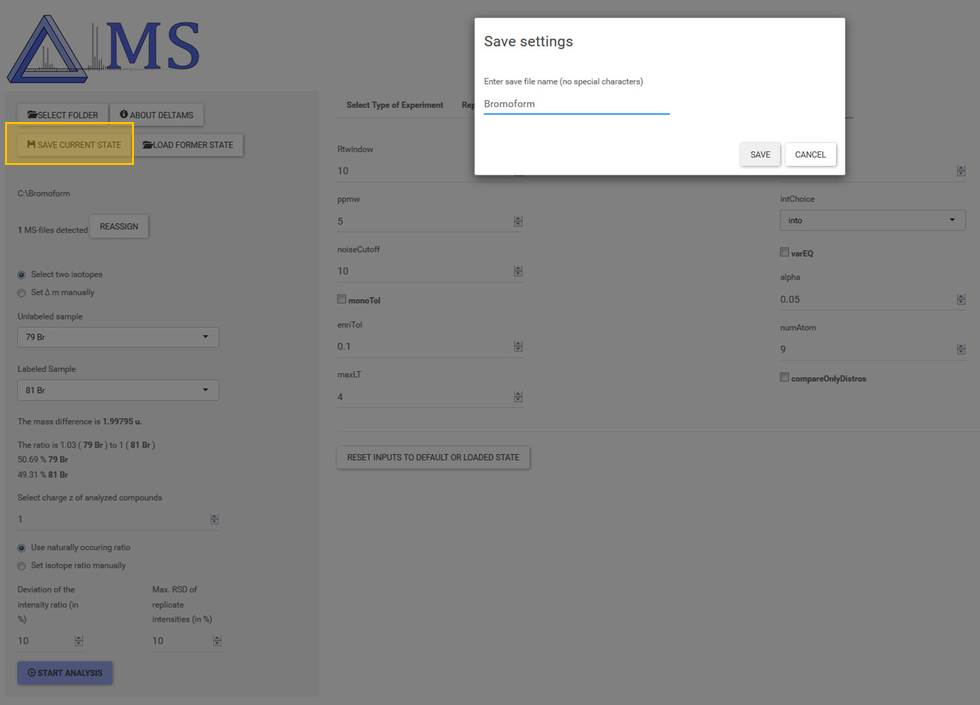 MS
Save settings
Enter save file name (no special characters)
Bromoform
SAVE
CANCEL
SELECT FOLDER
ABOUT DELTAMS
SAVE CURRENT STATE
LOAD FORMER STATE
C:\Bromoform
1 MS-files detected
REASSIGN
Select two isotopes
Set Δ m manually
Unlabeled sample
79 Br
Labeled Sample
81 Br
The mass difference is 1.99795 u.
The ratio is 1.03 ( 79 Br ) to 1 ( 81 Br )
50.69 % 79 Br
49.31 % 81 Br
Select charge z of analyzed compounds
1
Use naturally occuring ratio
Set isotope ratio manually
Deviation of the
intensity ratio (in
%)
10
Max. RSD of
replicate
intensities (in %)
10
START ANALYSIS
Select Type of Experiment
Rtwindow
10
ppmw
5
noiseCutoff
10
monoTol
enriTol
0.1
maxLT
4
intChoice
into
varEQ
alpha
0.05
numAtom
9
compareOnlyDistros
RESET INPUTS TO DEFAULT OR LOADED STATE